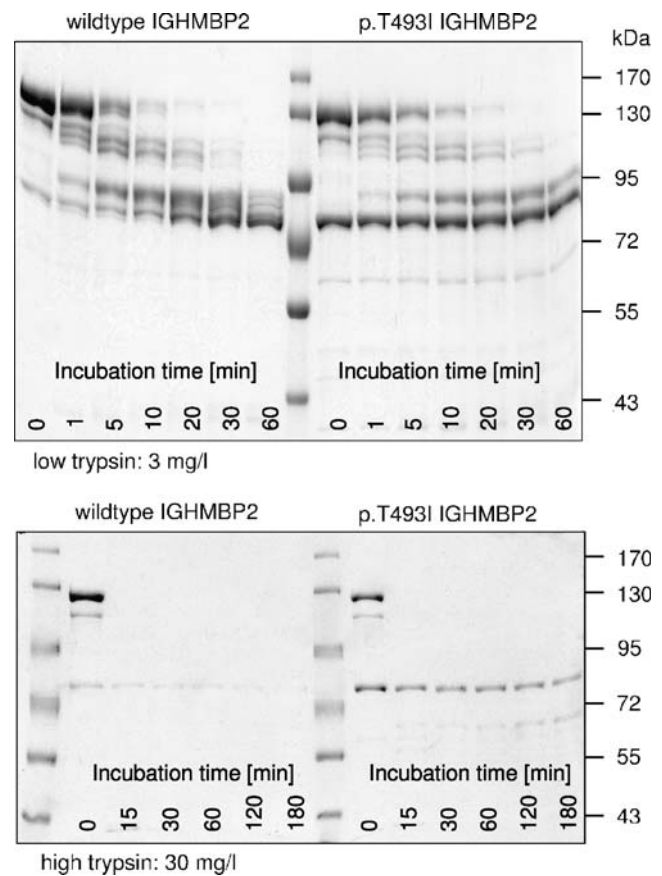 wildtype IGHMBP2 p.T493I IGHMBP2
kDa
170
130
95
72
55
Incubation time [min] Incubation time [min]
43
0 1 5 10 20 30 60 0 1 5 10 20 30 60
low trypsin: 3 mg/l
wildtype IGHMBP2 p.T493I IGHMBP2
170
130
95
72
55
Incubation time [min] Incubation time [min]
0 15 30 60 120 180 0 15 30 60 120 180 43
high trypsin: 30 mg/l